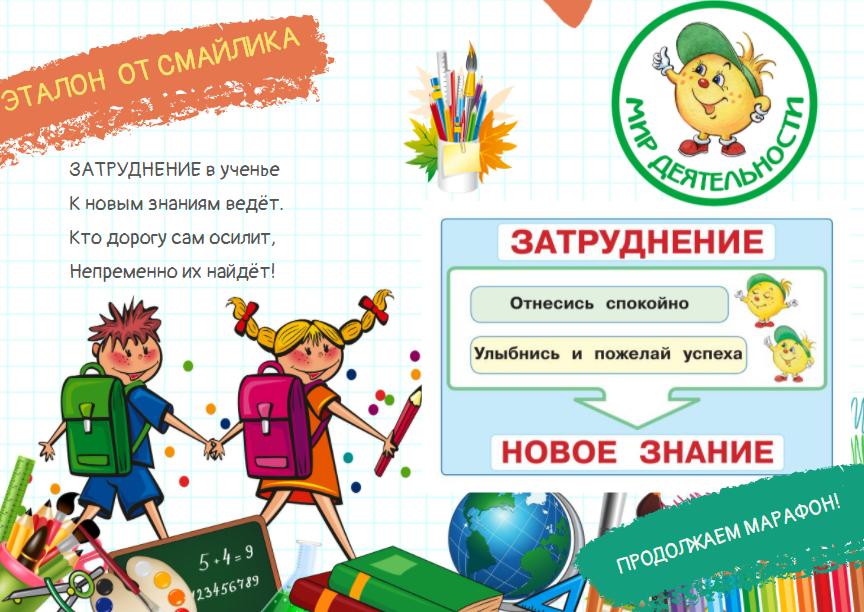 ЭТАЛОН ОТ СМАЙЛИКА
МИР ДЕЯТЕЛЬНОСТИ
ЗАТРУДНЕНИЕ в ученье
К новым знаниям ведёт.
Кто дорогу сам осилит,
Непременно их найдёт!
ЗАТРУДНЕНИЕ
Отнесись спокойно
Улыбнись и пожелай успеха
НОВОЕ ЗНАНИЕ
ПРОДОЛЖАЕМ МАРАФОН!
5+4=9
123456789